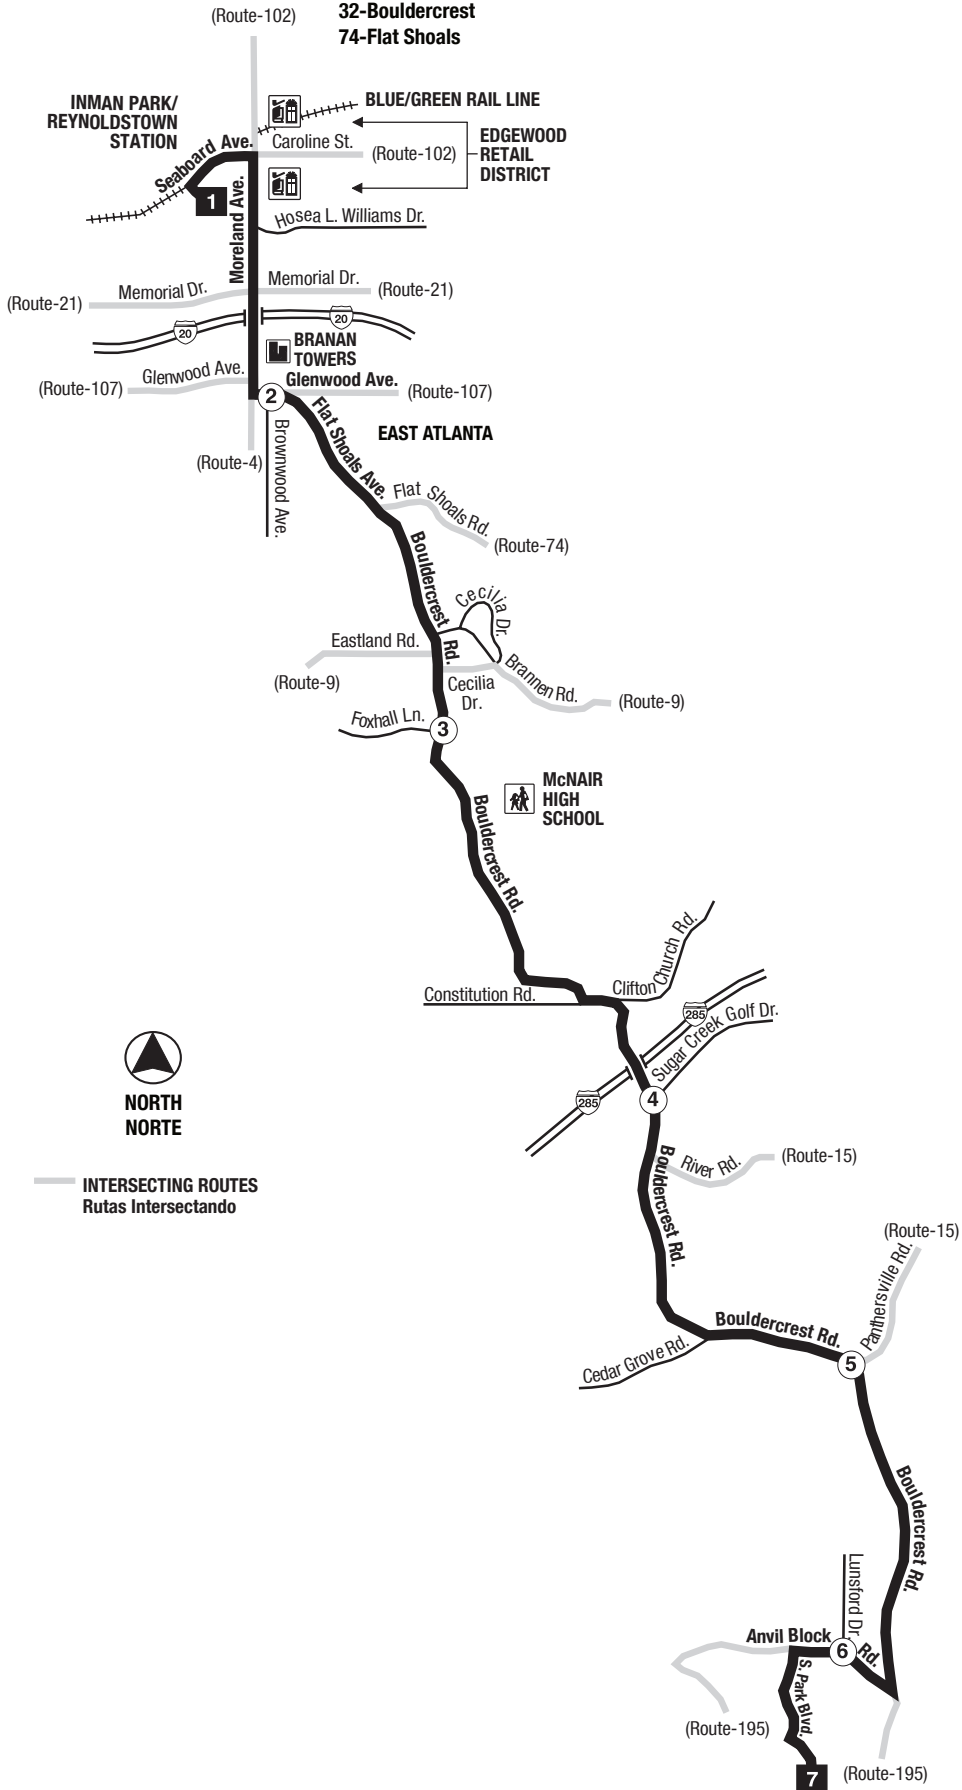 (Route-102)
32-Bouldercrest
74-Flat Shoals
INMAN PARK/
REYNOLDSTOWN
STATION
BLUE/GREEN RAIL LINE
EDGEWOOD
RETAIL
DISTRICT
Seaboard Ave.
Caroline St.
(Route-102)
1
Moreland Ave.
Hosea L. Williams Dr.
Memorial Dr.
Memorial Dr.
(Route-21)
(Route-21)
20
20
BRANAN
TOWERS
Glenwood Ave.
Glenwood Ave.
(Route-107)
(Route-107)
2
Flat Shoals Ave.
EAST ATLANTA
(Route-4)
Brownwood Ave.
Flat Shoals Rd.
(Route-74)
Bouldercrest Rd.
Cecilia Dr.
Eastland Rd.
(Route-9)
Cecilia
Dr.
Brannen Rd.
(Route-9)
Foxhall Ln.
3
McNAIR
HIGH
SCHOOL
Bouldercrest Rd.
Constitution Rd.
Clifton Church Rd.
285
Sugar Creek Golf Dr.
285
4
NORTH
NORTE
Bouldercrest Rd.
River Rd.
(Route-15)
INTERSECTING ROUTES
Rutas Intersectando
(Route-15)
Panthersville Rd.
Bouldercrest Rd.
Cedar Grove Rd.
5
Bouldercrest Rd.
Lunsford Dr.
Anvil Block Rd.
6
S. Park Blvd.
(Route-195)
7
(Route-195)